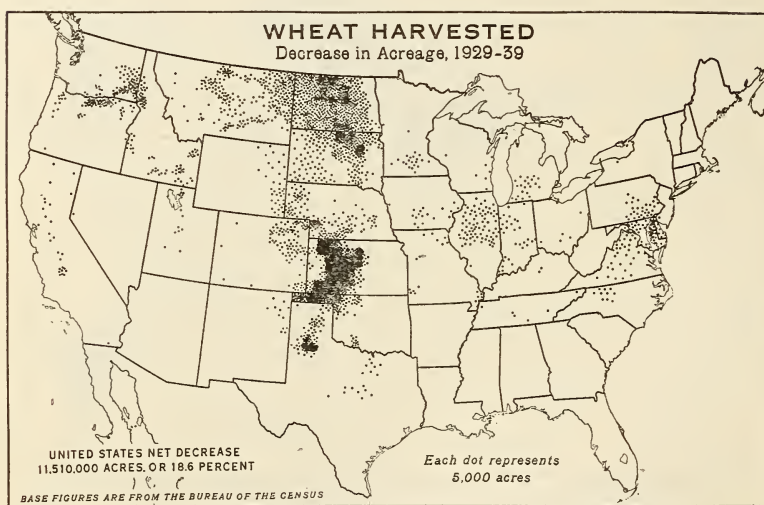 WHEAT HARVESTED
Decrease in Acreage, 1929-39
UNITED STATES NET DECREASE
11,510,000 ACRES, OR 18.6 PERCENT
Each dot represents
5,000 acres
BASE FIGURES ARE FROM THE BUREAU OF THE CENSUS